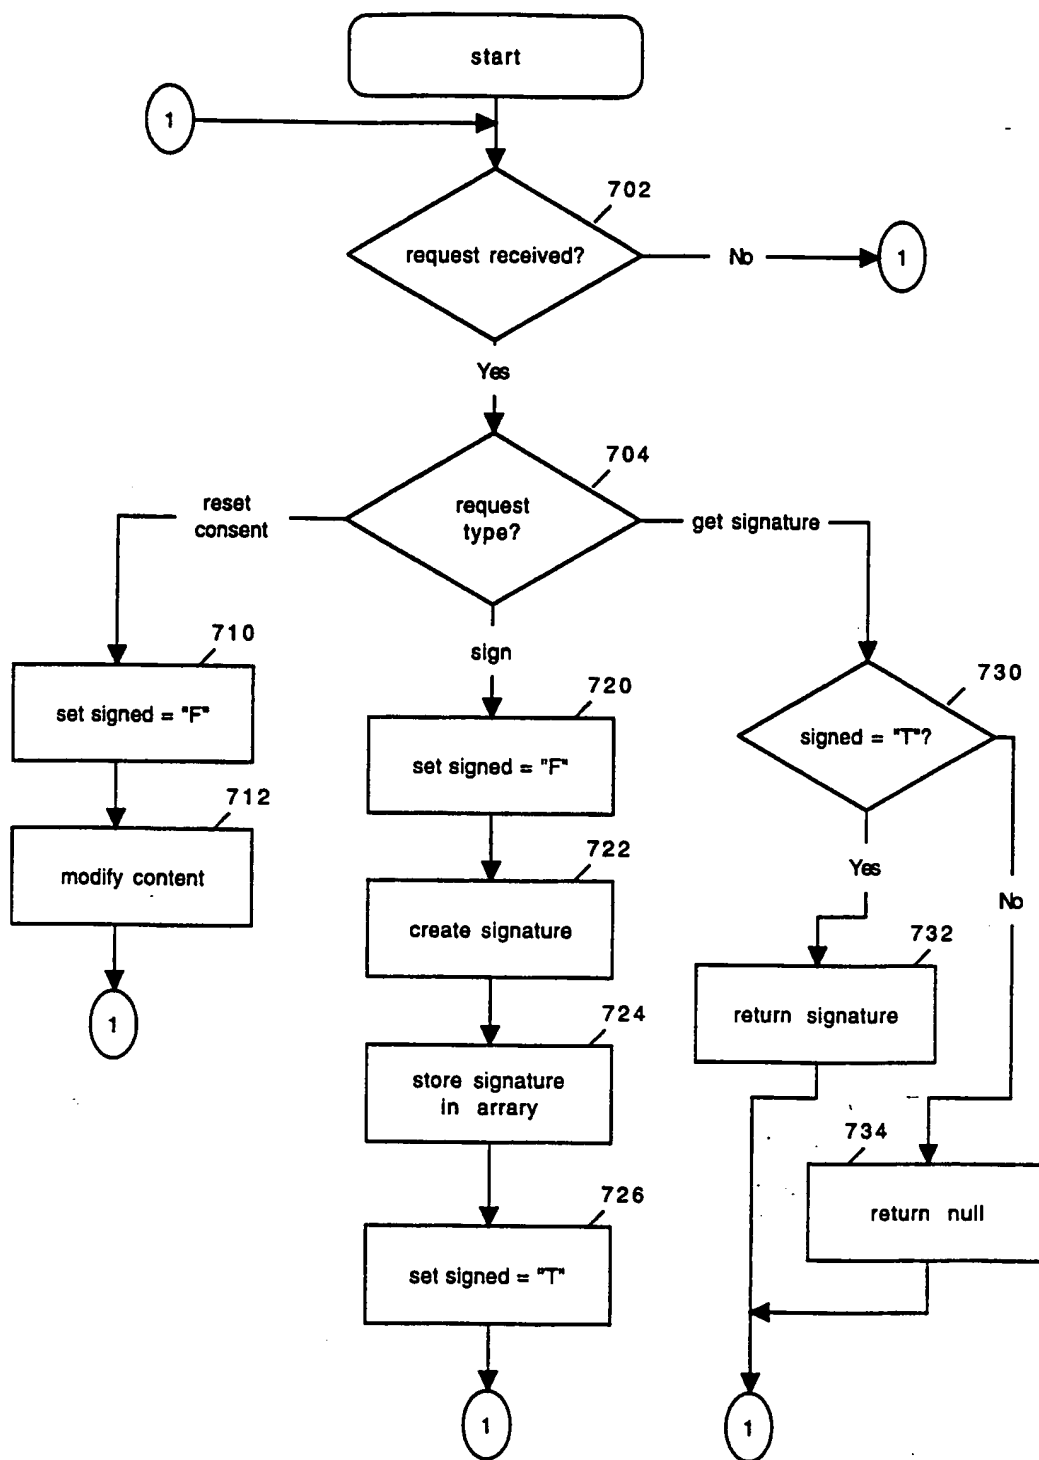 start
1
702
request received?
No
1
Yes
704
request
type?
reset
consent
get signature
sign
710
set signed = "F"
712
modify content
1
720
set signed = "F"
722
create signature
724
store signature
in arrary
726
set signed = "T"
1
730
signed = "T"?
Yes
No
732
return signature
734
return null
1